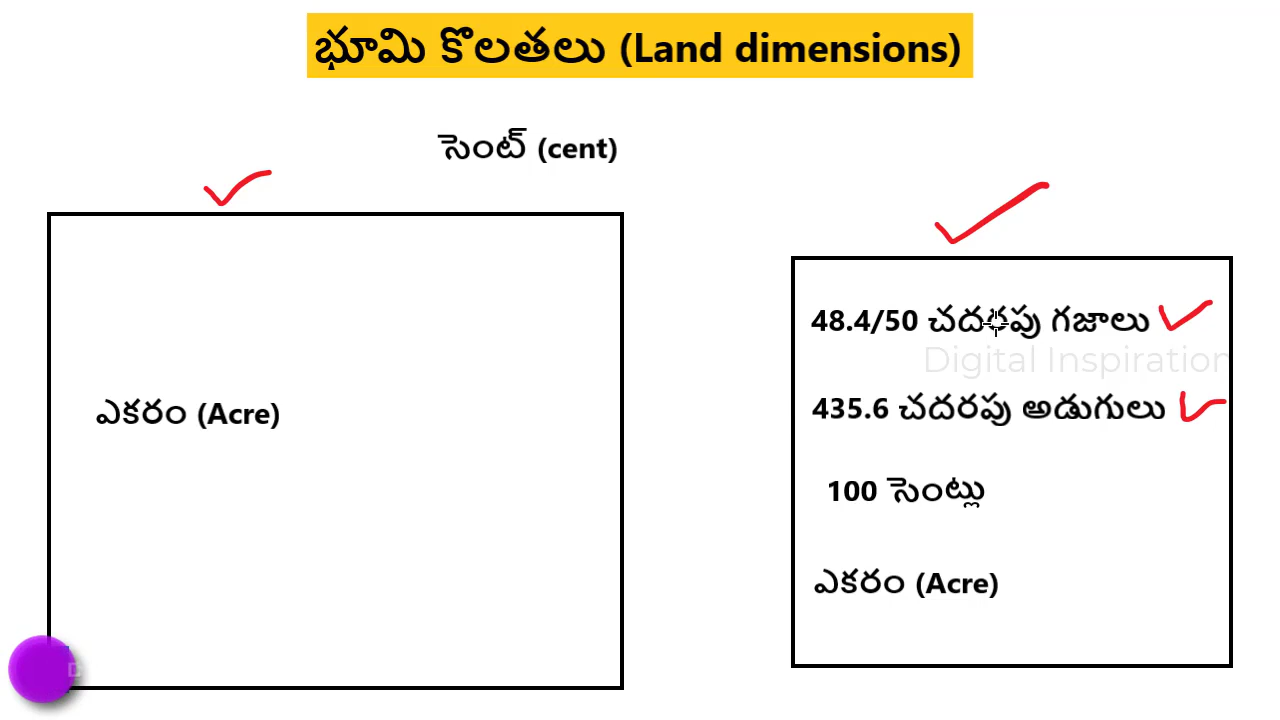 భూమి కొలతలు (Land dimensions)
సెంట్ (cent)
ఎకరం (Acre)
48.4/50 చదరపు గజాలు
Digital Inspiration
435.6 చదరపు అడుగులు
100 సెంట్లు
ఎకరం (Acre)